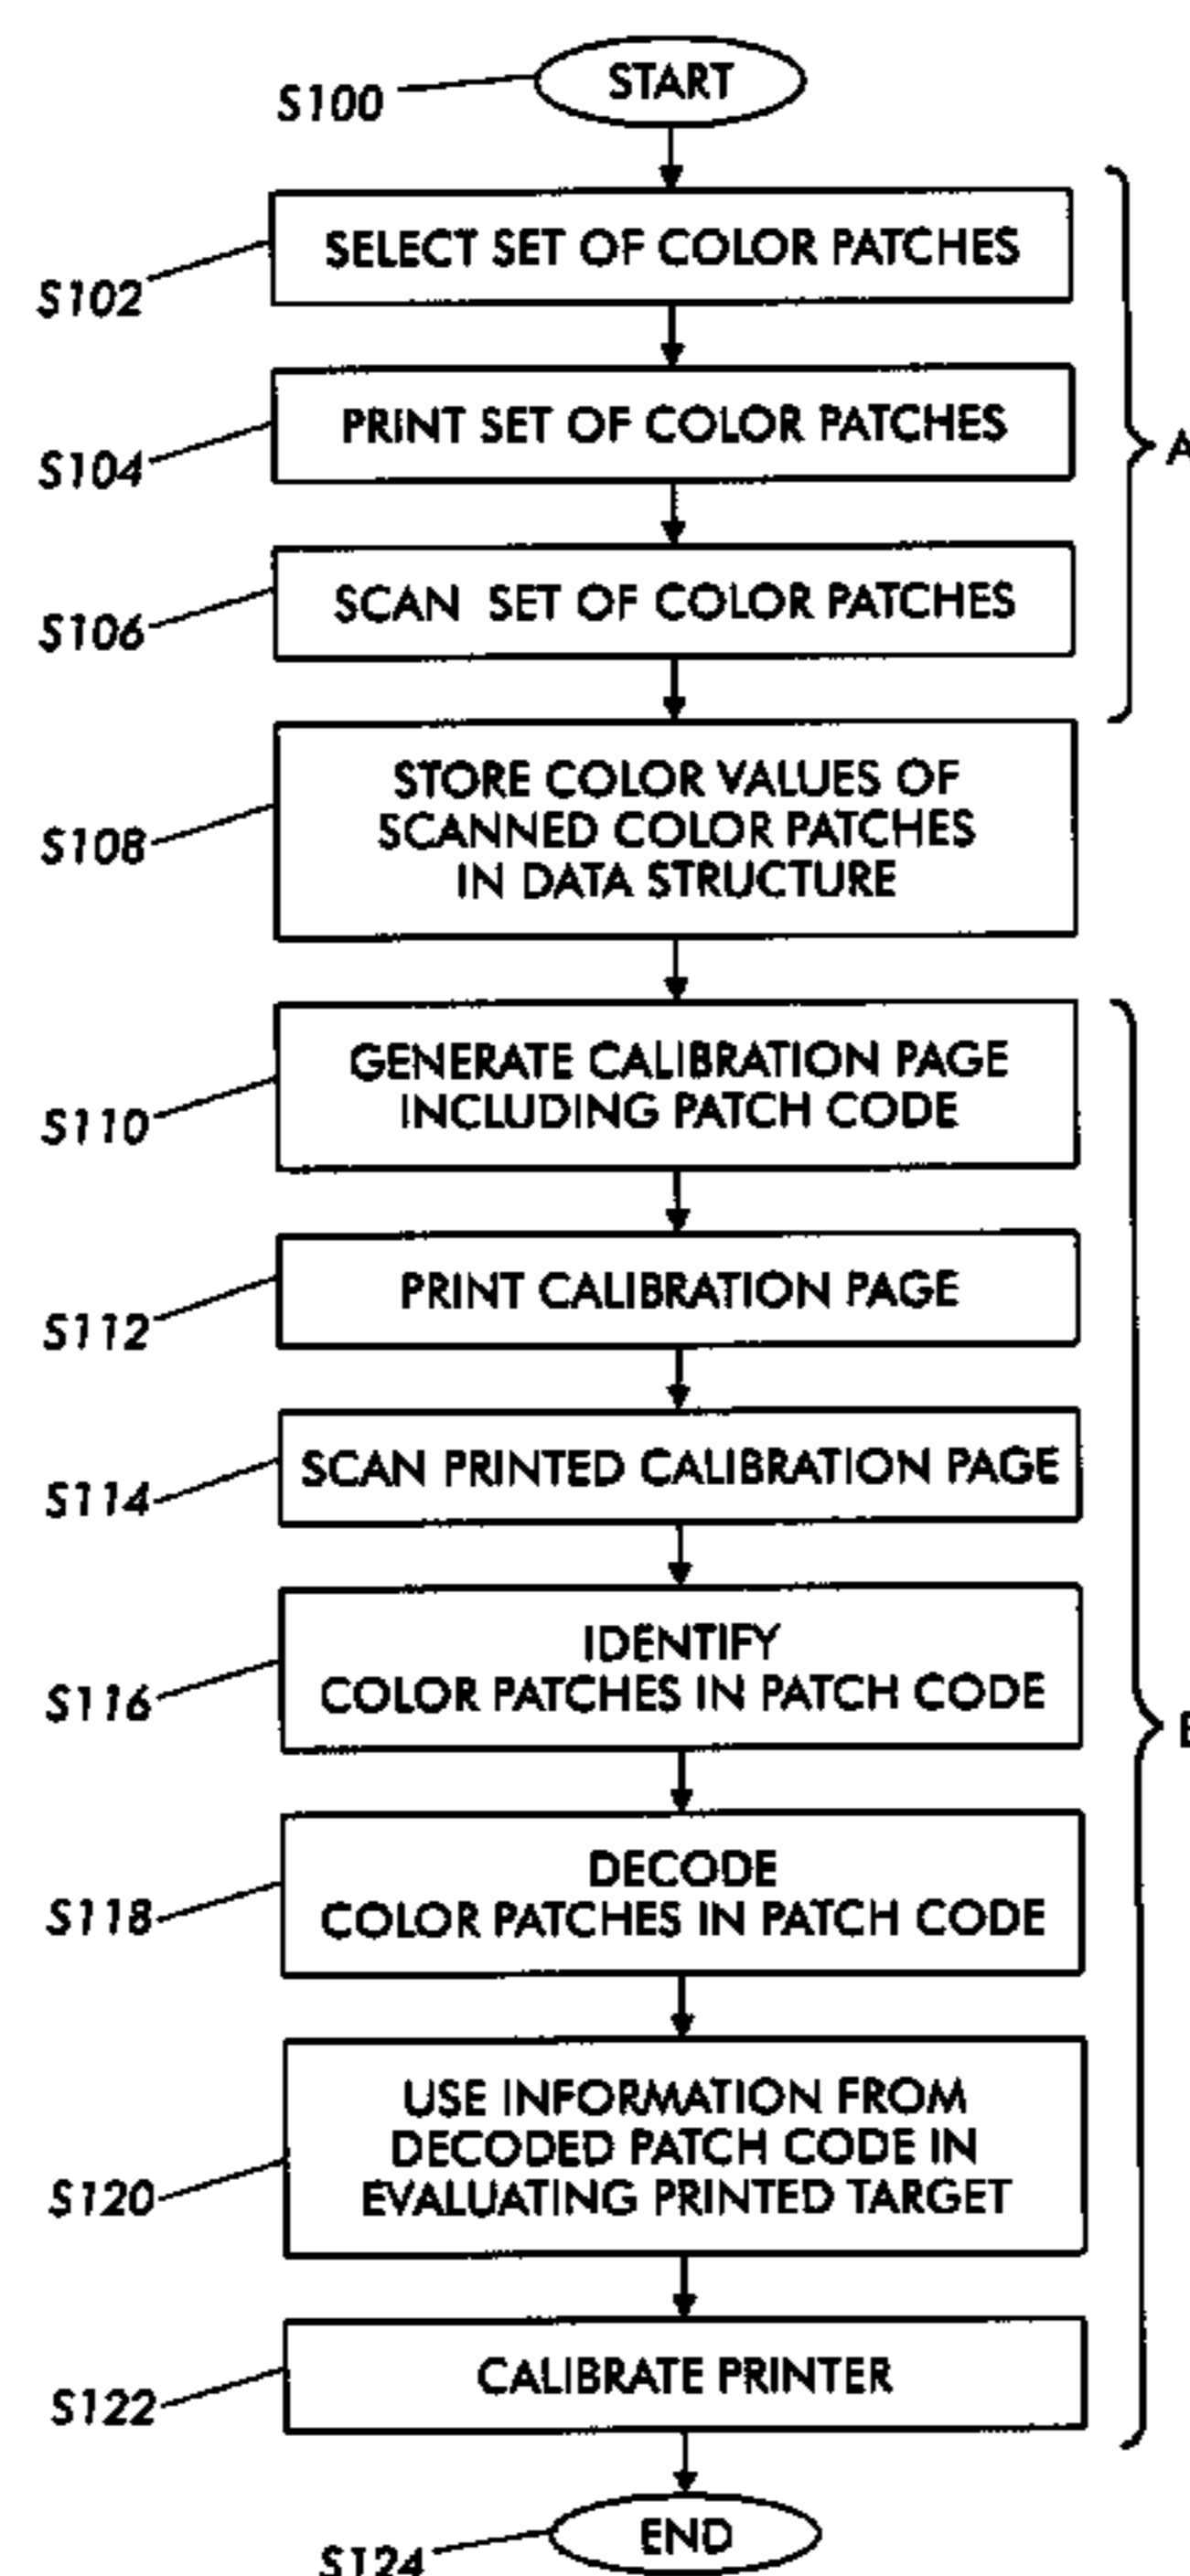 START
S100
SELECT SET OF COLOR PATCHES
S102
PRINT SET OF COLOR PATCHES
A
S104
SCAN SET OF COLOR PATCHES
S106
STORE COLOR VALUES OF
SCANNED COLOR PATCHES
IN DATA STRUCTURE
S108
GENERATE CALIBRATION PAGE
INCLUDING PATCH CODE
S110
PRINT CALIBRATION PAGE
S112
SCAN PRINTED CALIBRATION PAGE
S114
IDENTIFY
COLOR PATCHES IN PATCH CODE
S116
DECODE
COLOR PATCHES IN PATCH CODE
S118
USE INFORMATION FROM
DECODED PATCH CODE IN
EVALUATING PRINTED TARGET
S120
CALIBRATE PRINTER
S122
END
S124